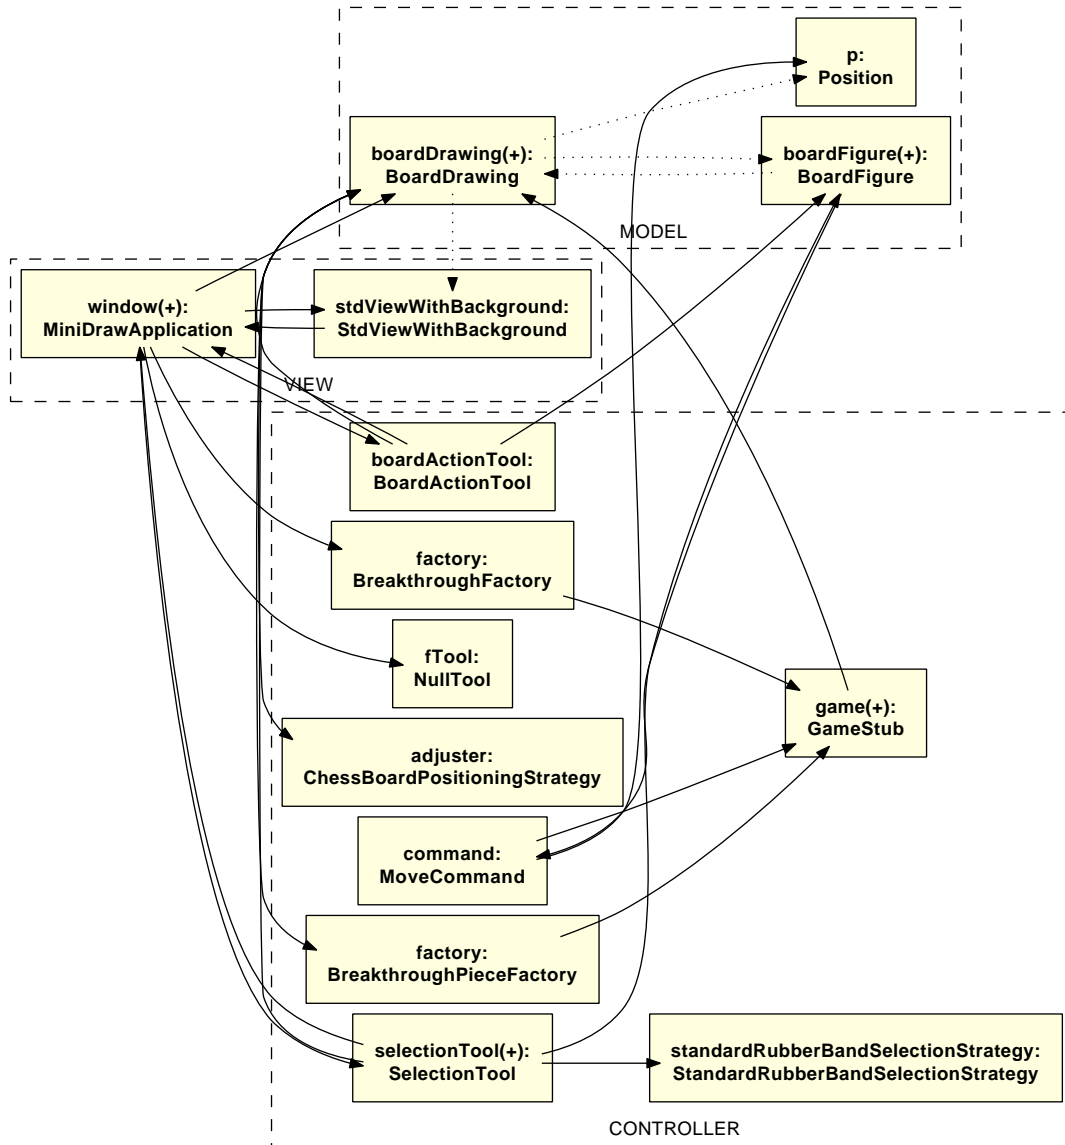 p:
Position
boardDrawing(+):
BoardDrawing
boardFigure(+):
BoardFigure
MODEL
window(+):
MiniDrawApplication
stdViewWithBackground:
StdViewWithBackground
VIEW
boardActionTool:
BoardActionTool
factory:
BreakthroughFactory
fTool:
NullTool
game(+):
GameStub
adjuster:
ChessBoardPositioningStrategy
command:
MoveCommand
factory:
BreakthroughPieceFactory
selectionTool(+):
SelectionTool
standardRubberBandSelectionStrategy:
StandardRubberBandSelectionStrategy
CONTROLLER